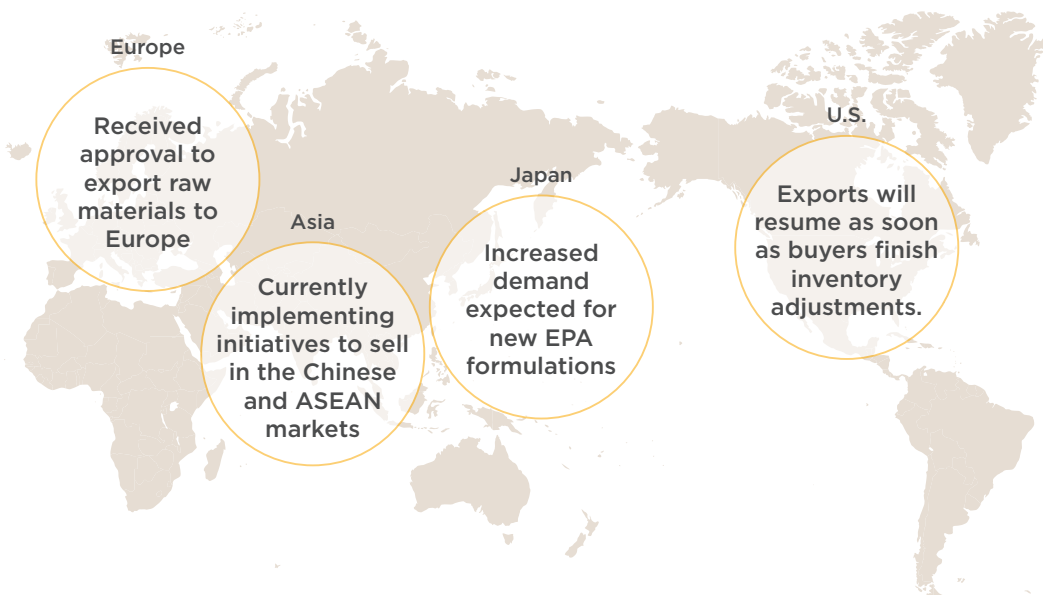 Europe
Received
approval to
export raw
materials to
Europe
Asia
Currently
implementing
initiatives to sell
in the Chinese
and ASEAN
markets
Japan
Increased
demand
expected for
new EPA
formulations
U.S.
Exports will
resume as soon
as buyers finish
inventory
adjustments.